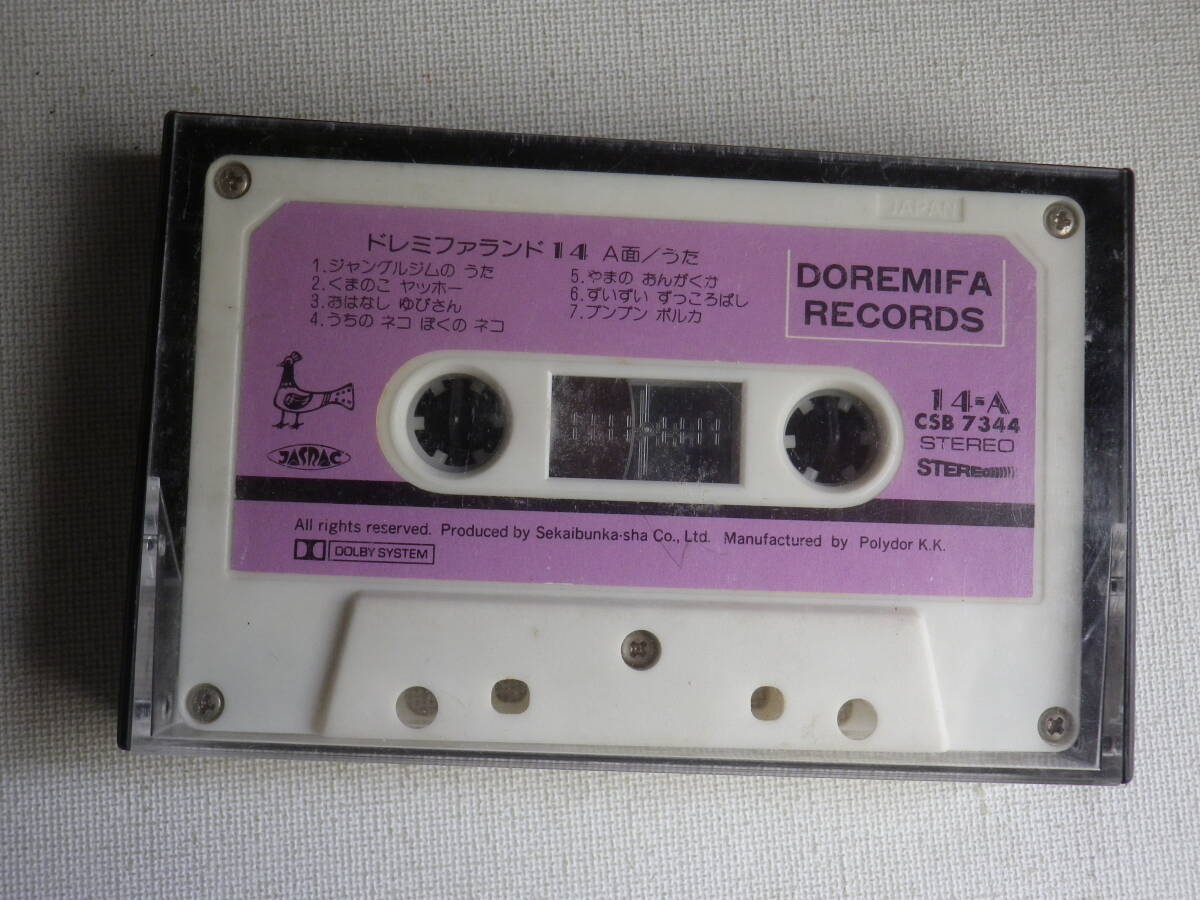 JAPAN
ドレミファランド14 A面/うた
1.ジャングルジムの うた
2.くまのこ ヤッホー
3.おはなし ゆびさん
4.うちの ネコ ぼくの ネコ
5.やまの おんがくか
6.ずいずい ずっころばし
7.ブンブン ポルカ
DOREMIFA
RECORDS
14-A
CSB 7344
STEREO
STEREO
JASRAC
All rights reserved. Produced by Sekaibunka-sha Co., Ltd. Manufactured by Polydor K.K.
DOLBY SYSTEM